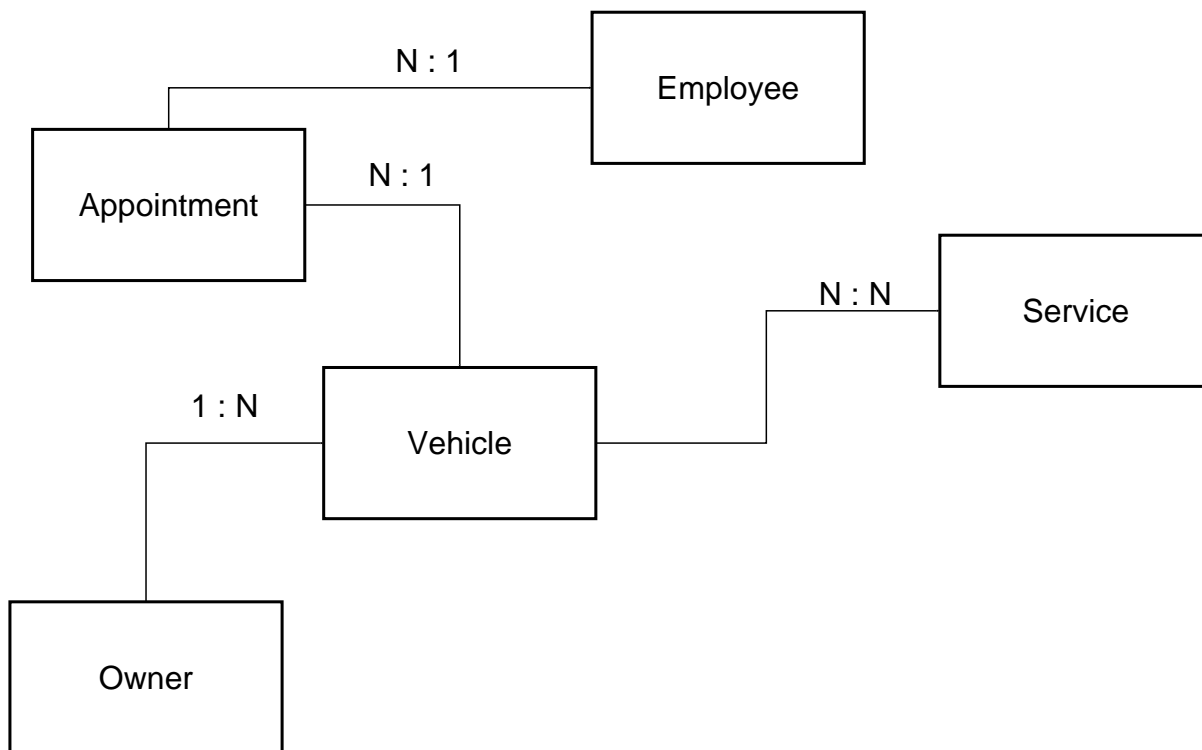 N : 1
Employee
Appointment
N : 1
N : N
Service
1 : N
Vehicle
Owner